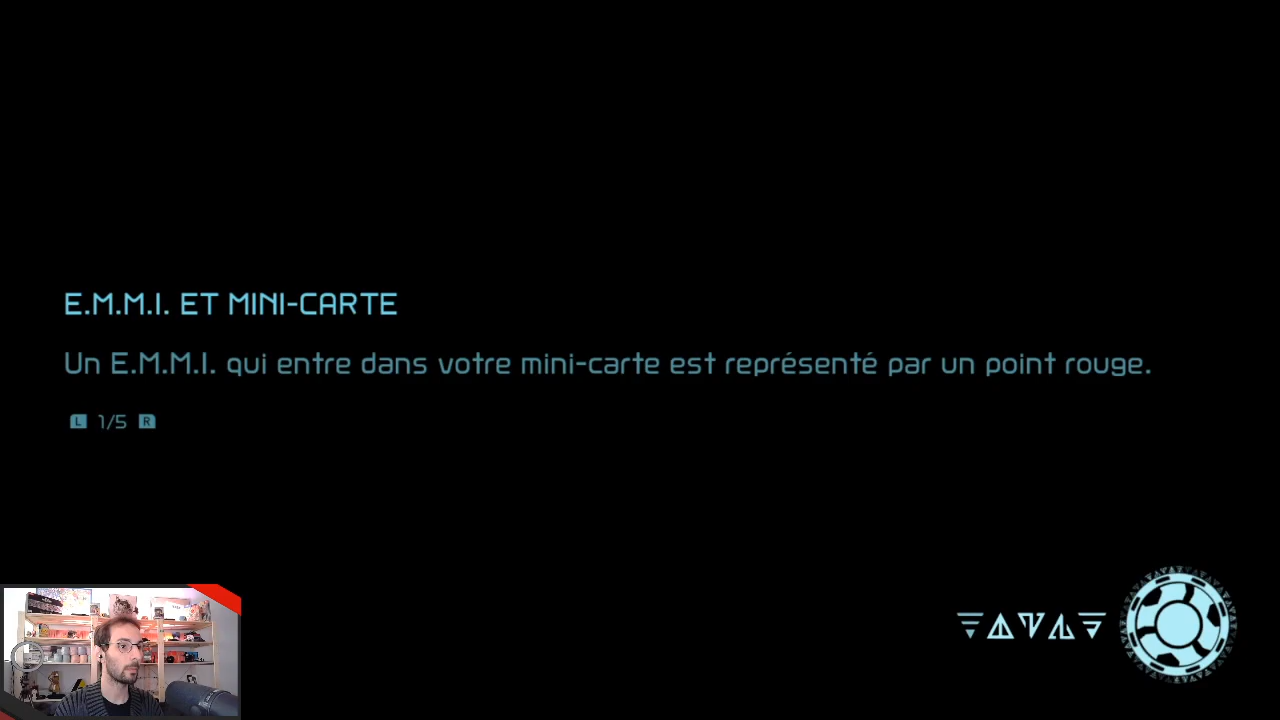 E.M.M.I. ET MINI-CARTE
Un E.M.M.I. qui entre dans votre mini-carte est représenté par un point rouge.
L 1/5 R